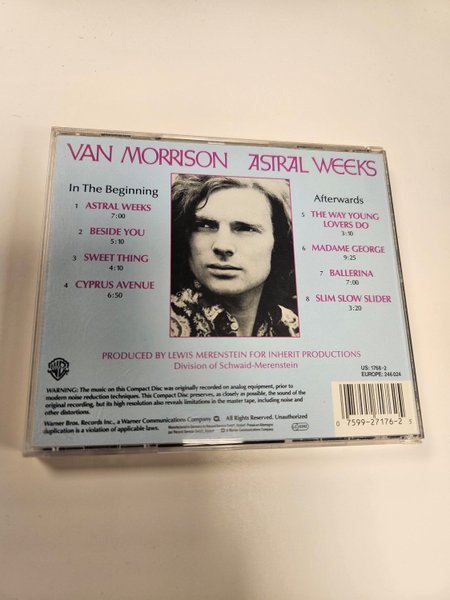 VAN MORRISON ASTRAL WEEKS
In The Beginning
1 ASTRAL WEEKS
7:00
2 BESIDE YOU
5:10
3 SWEET THING
4:10
4 CYPRUS AVENUE
6:50
Afterwards
5 THE WAY YOUNG
LOVERS DO
3:10
6 MADAME GEORGE
9:25
7 BALLERINA
7:00
8 SLIM SLOW SLIDER
3:20
PRODUCED BY LEWIS MERENSTEIN FOR INHERIT PRODUCTIONS
Division of Schwaid-Merenstein
US: 1768-2
EUROPE: 246 024
WARNING: The music on this Compact Disc was originally recorded on analog equipment, prior to
modern noise reduction techniques. This Compact Disc preserves, as closely as possible, the sound of the
original recording, but its high resolution also reveals limitations in the master tape, including noise and
other distortions.
Warner Bros. Records Inc., a Warner Communications Company All Rights Reserved. Unauthorized
duplication is a violation of applicable laws.
0 7599-27176-2 5